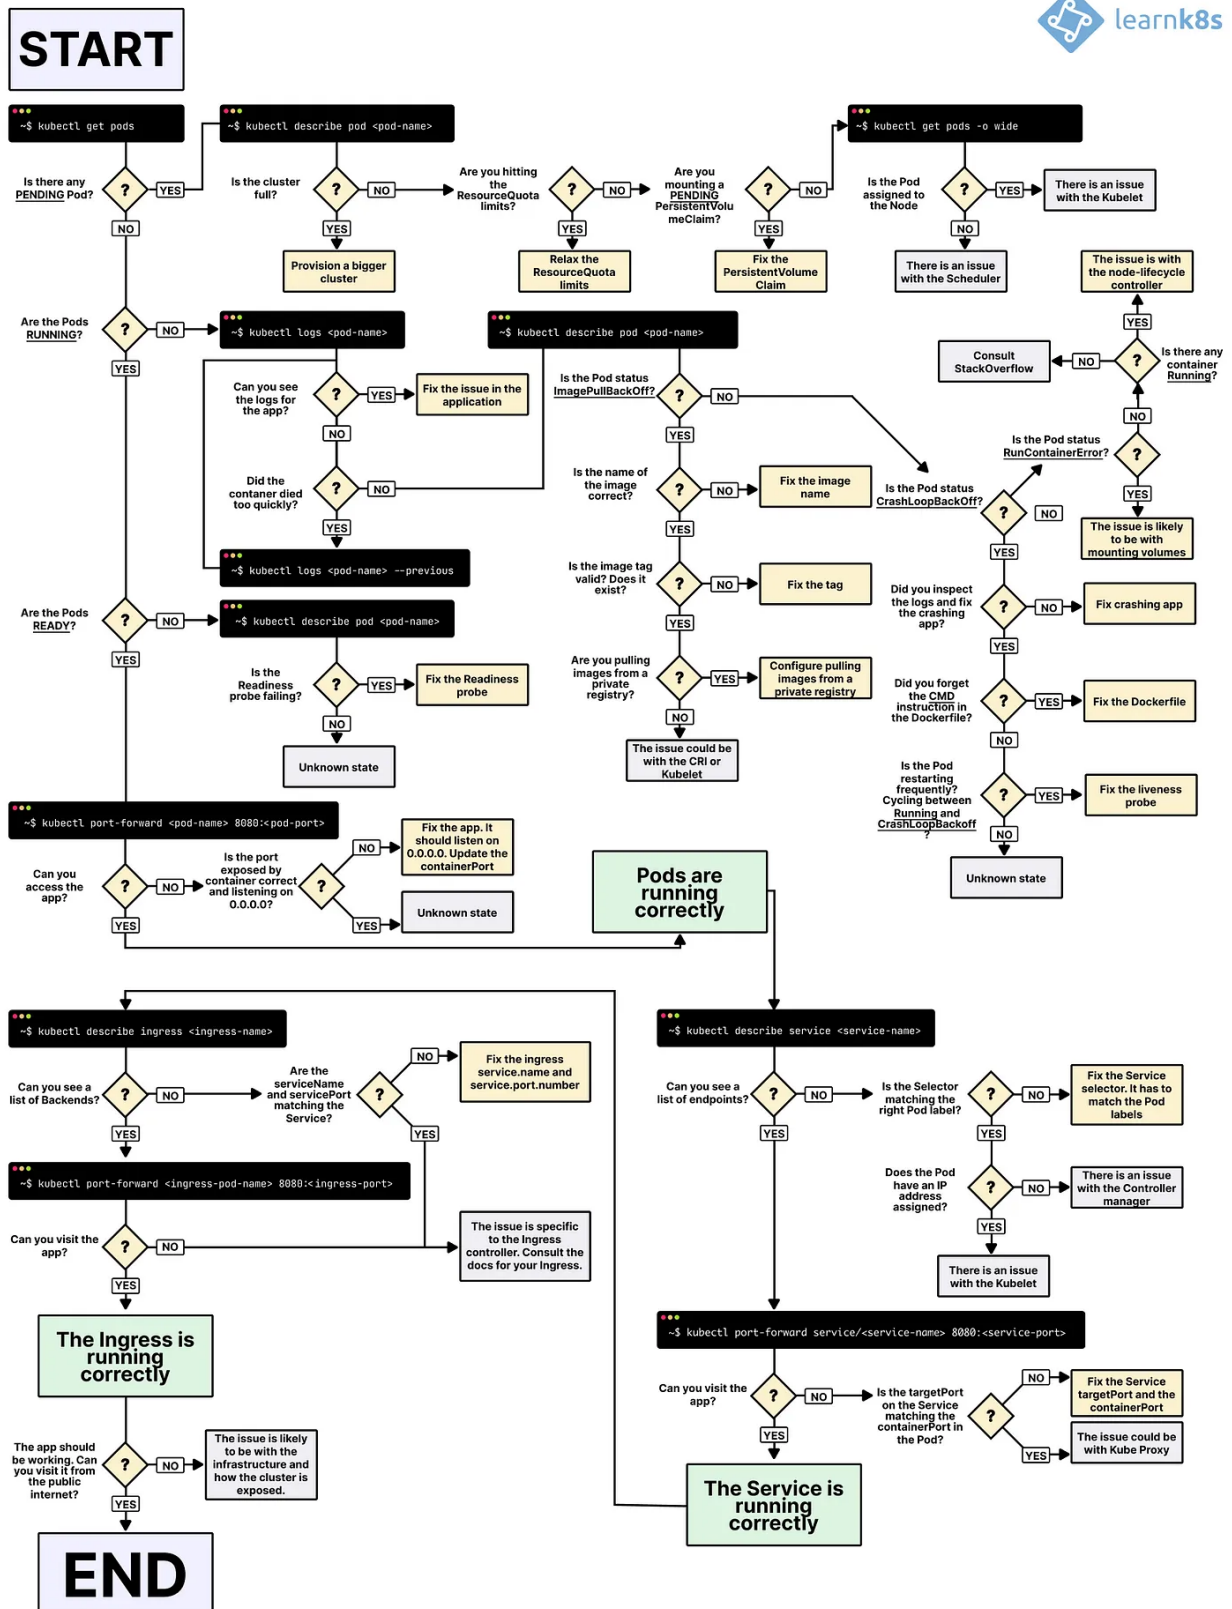 START
learnk8s
~$ kubectl get pods
~$ kubectl describe pod <pod-name>
~$ kubectl get pods -o wide
Is there any
PENDING Pod?
?
YES
NO
Is the cluster
full?
?
NO
YES
Provision a bigger
cluster
Are you hitting
the
ResourceQuota
limits?
?
NO
YES
Relax the
ResourceQuota
limits
Are you
mounting a
PENDING
PersistentVolu
meClaim?
?
NO
YES
Fix the
PersistentVolume
Claim
Is the Pod
assigned to
the Node
?
YES
There is an issue
with the Kubelet
NO
There is an issue
with the Scheduler
Are the Pods
RUNNING?
?
NO
YES
~$ kubectl logs <pod-name>
Can you see
the logs for
the app?
?
YES
Fix the issue in the
application
NO
Did the
contaner died
too quickly?
?
NO
YES
~$ kubectl logs <pod-name> --previous
~$ kubectl describe pod <pod-name>
Is the Pod status
ImagePullBackOff?
?
NO
YES
Is the name of
the image
correct?
?
NO
Fix the image
name
YES
Is the image tag
valid? Does it
exist?
?
NO
Fix the tag
YES
Are you pulling
images from a
private
registry?
?
YES
Configure pulling
images from a
private registry
NO
The issue could be
with the CRI or
Kubelet
The issue is with
the node-lifecycle
controller
YES
Consult
StackOverflow
NO
?
Is there any
container
Running?
NO
Is the Pod status
RunContainerError?
?
YES
The issue is likely
to be with
mounting volumes
Is the Pod status
CrashLoopBackOff?
?
NO
YES
Did you inspect
the logs and fix
the crashing
app?
?
NO
Fix crashing app
YES
Did you forget
the CMD
instruction in
the Dockerfile?
?
YES
Fix the Dockerfile
NO
Is the Pod
restarting
frequently?
Cycling between
Running and
CrashLoopBackoff
?
?
YES
Fix the liveness
probe
NO
Unknown state
Are the Pods
READY?
?
NO
YES
~$ kubectl describe pod <pod-name>
Is the
Readiness
probe failing?
?
YES
Fix the Readiness
probe
NO
Unknown state
~$ kubectl port-forward <pod-name> 8080:<pod-port>
Can you
access the
app?
?
NO
YES
Is the port
exposed by
container correct
and listening on
0.0.0.0?
?
NO
Fix the app. It
should listen on
0.0.0.0. Update the
containerPort
YES
Unknown state
Pods are
running
correctly
~$ kubectl describe service <service-name>
Can you see a
list of endpoints?
?
NO
YES
Is the Selector
matching the
right Pod label?
?
NO
Fix the Service
selector. It has to
match the Pod
labels
YES
Does the Pod
have an IP
address
assigned?
?
NO
There is an issue
with the Controller
manager
YES
There is an issue
with the Kubelet
~$ kubectl port-forward service/<service-name> 8080:<service-port>
Can you visit the
app?
?
NO
YES
Is the targetPort
on the Service
matching the
containerPort in
the Pod?
?
NO
Fix the Service
targetPort and the
containerPort
YES
The issue could be
with Kube Proxy
The Service is
running
correctly
~$ kubectl describe ingress <ingress-name>
Can you see a
list of Backends?
?
NO
YES
Are the
serviceName
and servicePort
matching the
Service?
?
NO
Fix the ingress
service.name and
service.port.number
YES
~$ kubectl port-forward <ingress-pod-name> 8080:<ingress-port>
Can you visit the
app?
?
NO
The issue is specific
to the Ingress
controller. Consult the
docs for your Ingress.
YES
The Ingress is
running
correctly
The app should
be working. Can
you visit it from
the public
internet?
?
NO
The issue is likely
to be with the
infrastructure and
how the cluster is
exposed.
YES
END